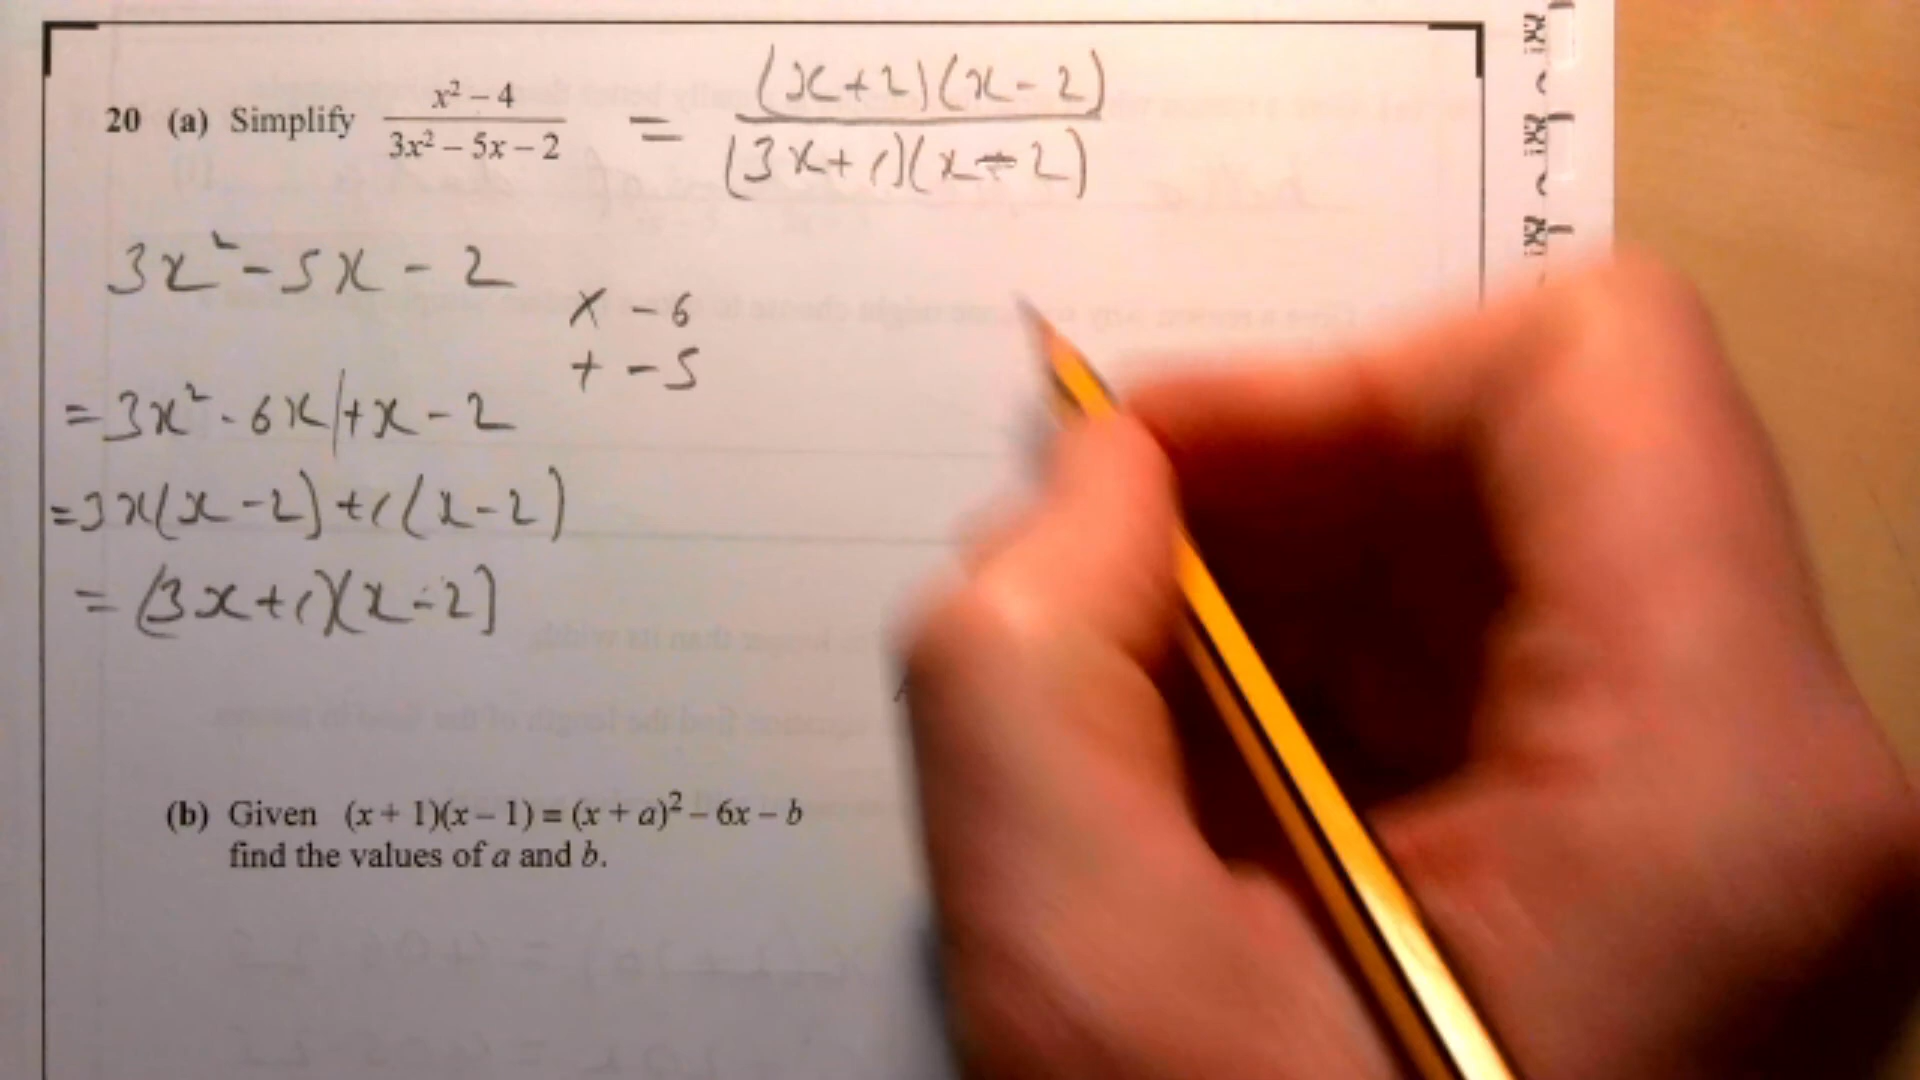 20 (a) Simplify x² – 4 / 3x² – 5x – 2 = (x+2)(x-2) / (3x+1)(x-2)
3x² - 5x - 2
x -6
+ -5
= 3x² - 6x | + x - 2
= 3x(x - 2) + 1(x - 2)
= (3x+1)(x-2)
(b) Given (x + 1)(x – 1) = (x + a)² – 6x – b
find the values of a and b.